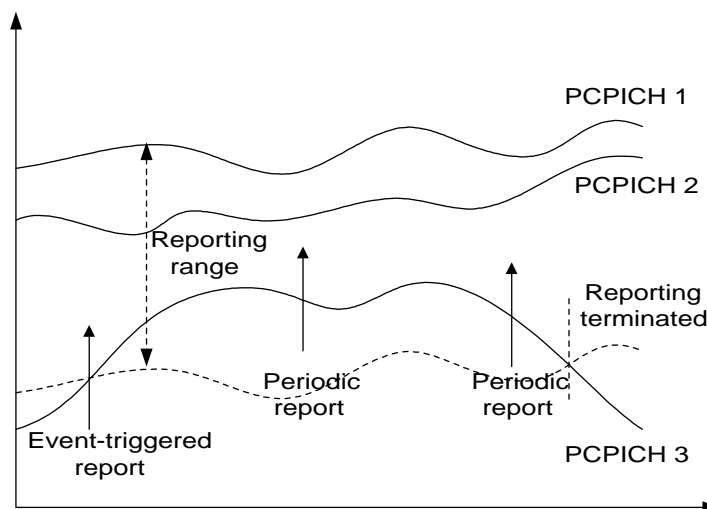 PCPICH 1
PCPICH 2
Reporting
range
Reporting
terminated
Periodic
report
Periodic
report
Event-triggered
report
PCPICH 3